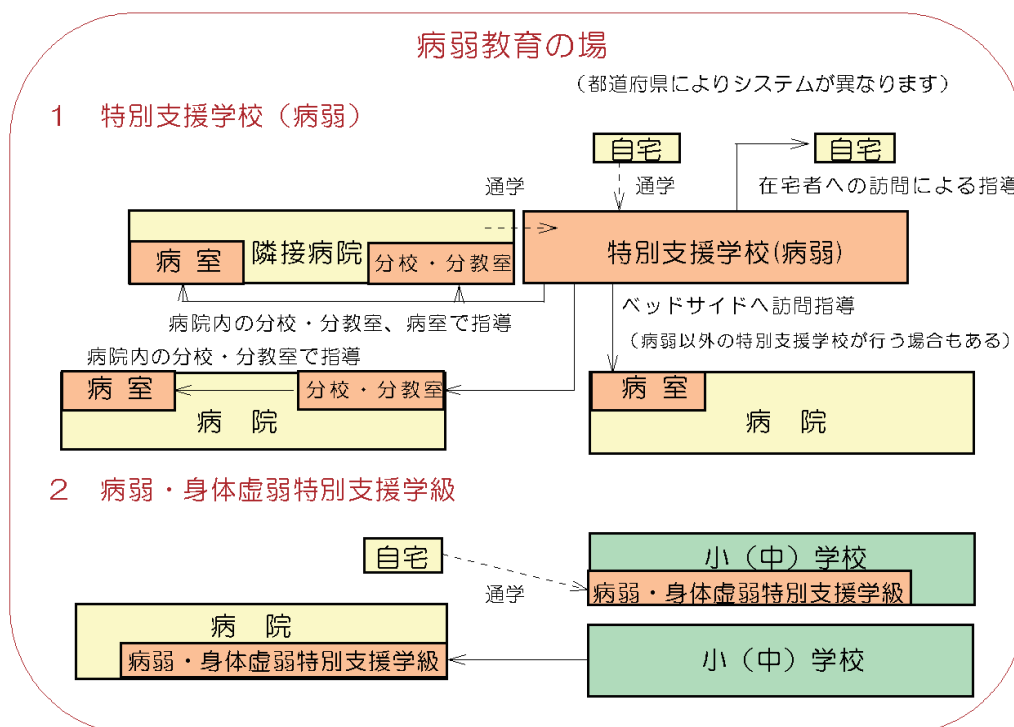 病弱教育の場
(都道府県によりシステムが異なります)
1 特別支援学校(病弱)
自宅
自宅
通学
通学
在宅者への訪問による指導
病室
隣接病院
分校・分教室
特別支援学校(病弱)
ベッドサイドへ訪問指導
病院内の分校・分教室、病室で指導
(病弱以外の特別支援学校が行う場合もある)
病院内の分校・分教室で指導
病室
分校・分教室
病院
病室
病院
2 病弱・身体虚弱特別支援学級
自宅
通学
小(中)学校
病弱・身体虚弱特別支援学級
病院
病弱・身体虚弱特別支援学級
小(中)学校